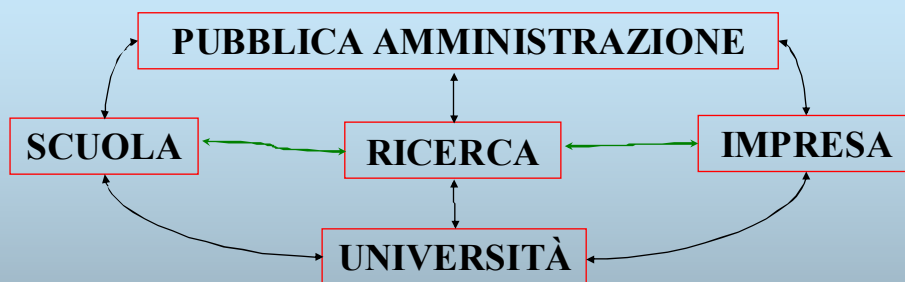 PUBBLICA AMMINISTRAZIONE
SCUOLA
RICERCA
IMPRESA
UNIVERSITÀ